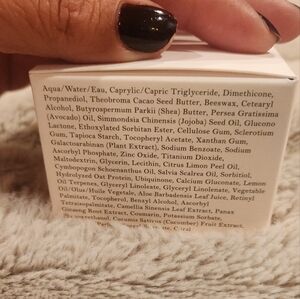 Aqua/Water/Eau, Caprylic/Capric Triglyceride, Dimethicone,
Propanediol, Theobroma Cacao Seed Butter, Beeswax, Cetearyl
Alcohol, Butyrospermum Parkii (Shea) Butter, Persea Gratissima
(Avocado) Oil, Simmondsia Chinensis (Jojoba) Seed Oil, Glucono
Lactone, Ethoxylated Sorbitan Ester, Cellulose Gum, Sclerotium
Gum, Tapioca Starch, Tocopheryl Acetate, Xanthan Gum,
Galactoarabinan (Plant Extract), Sodium Benzoate, Sodium
Ascorbyl Phosphate, Zinc Oxide, Titanium Dioxide,
Maltodextrin, Glycerin, Lecithin, Citrus Limon Peel Oil,
Cymbopogon Schoenanthus Oil, Salvia Sclarea Oil, Sorbitol,
Hydrolyzed Oat Protein, Ubiquinone, Calcium Gluconate, Lemon
Oil Terpenes, Glyceryl Linoleate, Glyceryl Linolenate, Vegetable
Oil/Olus/Huile Vegetale, Aloe Barbadensis Leaf Juice, Retinyl
Palmitate, Tocopherol, Benzyl Alcohol, Ascorbyl
Tetraisopalmitate, Camellia Sinensis Leaf Extract, Panax
Ginseng Root Extract, Coumarin, Potassium Sorbate,
Cucumis Sativus (Cucumber) Fruit Extract,